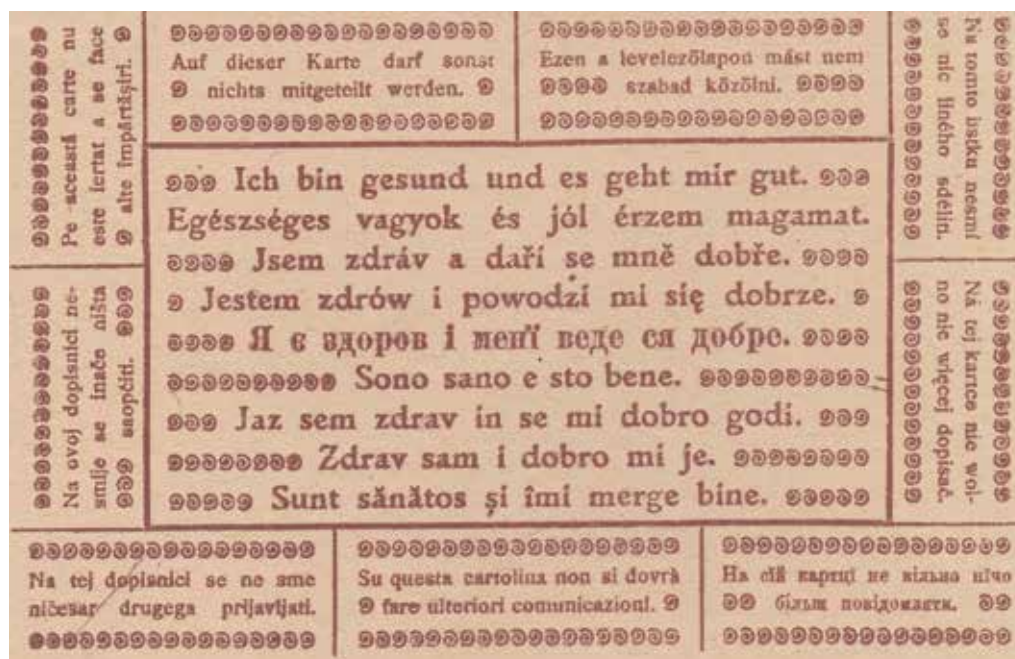 Pe această carte nu
este iertat a se face
alte împărtășiri.
Auf dieser Karte darf sonst
nichts mitgeteilt werden.
Ezen a levelezőlapon mást nem
szabad közölni.
Na tomto lístku nesmí
se nic jiného sděliti.
Ich bin gesund und es geht mir gut.
Egészséges vagyok és jól érzem magamat.
Jsem zdráv a daří se mně dobře.
Jestem zdrów i powodzi mi się dobrze.
Я є здоров і менї веде ся добре.
Sono sano e sto bene.
Jaz sem zdrav in se mi dobro godi.
Zdrav sam i dobro mi je.
Sunt sănătos și îmi merge bine.
Na ovoj dopisnici ne-
smije se inače ništa
saopćiti.
Na tej kartce nie wol-
no nic więcej dopisać.
Na tej dopisnici se ne sme
ničesar drugega prijavljati.
Su questa cartolina non si dovrà
fare ulteriori comunicazioni.
На сїй картцї не вільно нїчо
більш повідомляти.